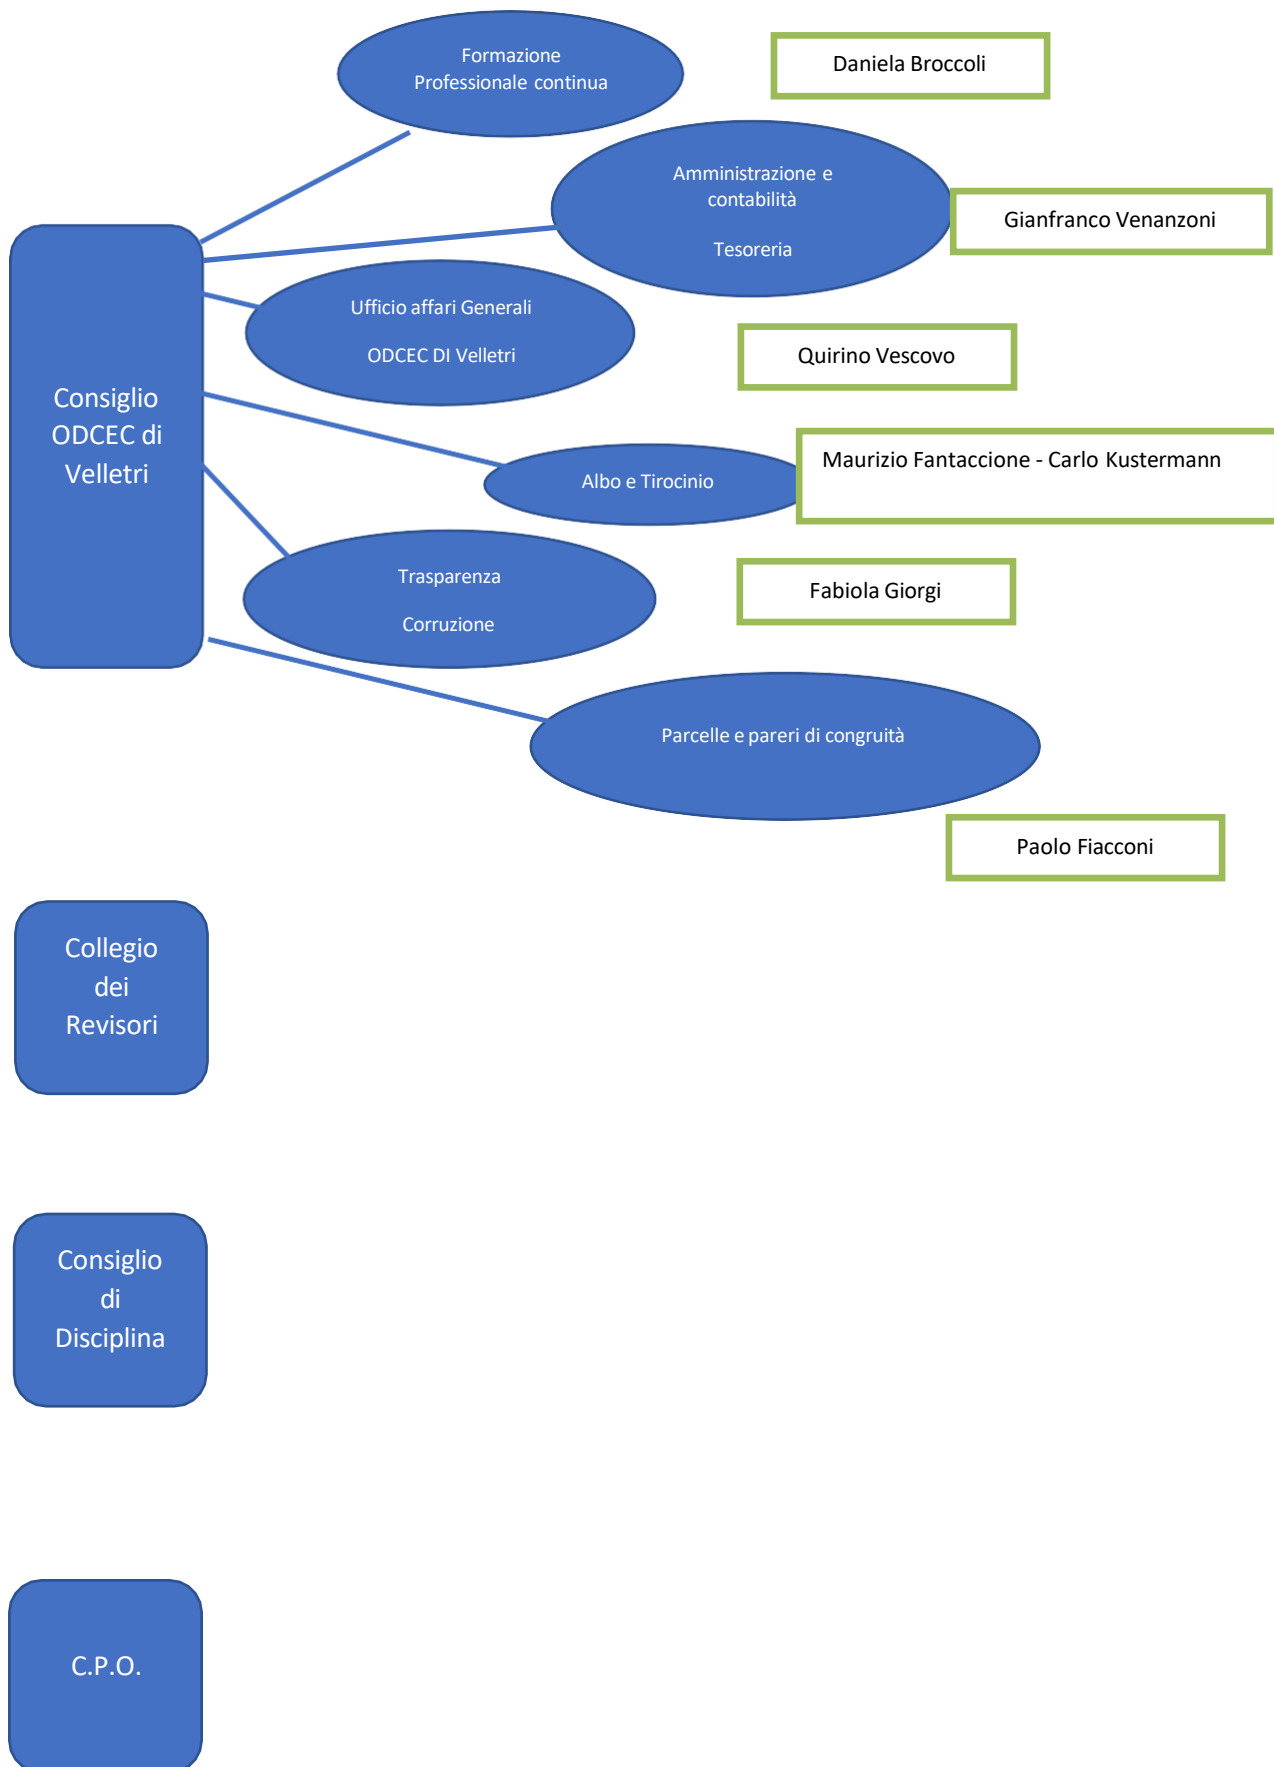 Formazione
Professionale continua
Daniela Broccoli
Amministrazione e
contabilità
Tesoreria
Gianfranco Venanzoni
Ufficio affari Generali
ODCEC DI Velletri
Quirino Vescovo
Consiglio
ODCEC di
Velletri
Albo e Tirocinio
Maurizio Fantaccione - Carlo Kustermann
Trasparenza
Corruzione
Fabiola Giorgi
Parcelle e pareri di congruità
Paolo Fiacconi
Collegio
dei
Revisori
Consiglio
di
Disciplina
C.P.O.